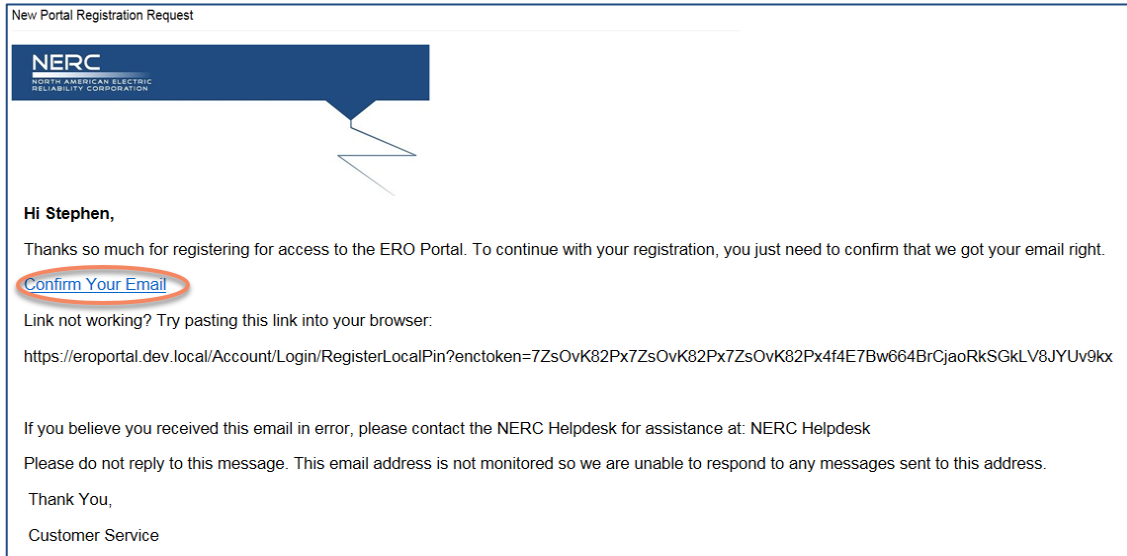 New Portal Registration Request
NERC
NORTH AMERICAN ELECTRIC
RELIABILITY CORPORATION
Hi Stephen,
Thanks so much for registering for access to the ERO Portal. To continue with your registration, you just need to confirm that we got your email right.
Confirm Your Email
Link not working? Try pasting this link into your browser:
https://eroportal.dev.local/Account/Login/RegisterLocalPin?enctoken=7ZsOvK82Px7ZsOvK82Px7ZsOvK82Px4f4E7Bw664BrCjaoRkSGkLV8JYUv9kx
If you believe you received this email in error, please contact the NERC Helpdesk for assistance at: NERC Helpdesk
Please do not reply to this message. This email address is not monitored so we are unable to respond to any messages sent to this address.
Thank You,
Customer Service